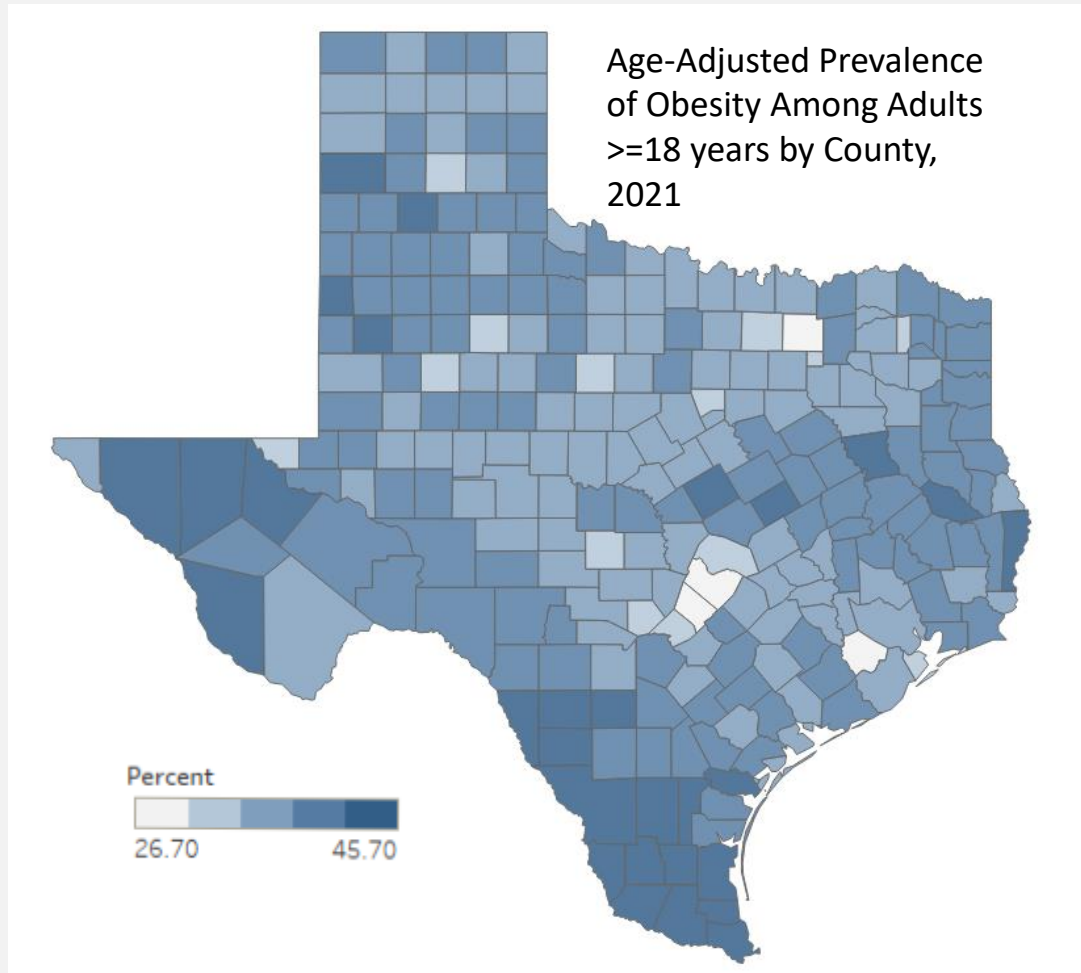 Age-Adjusted Prevalence
of Obesity Among Adults
>=18 years by County,
2021
Percent
26.70 45.70